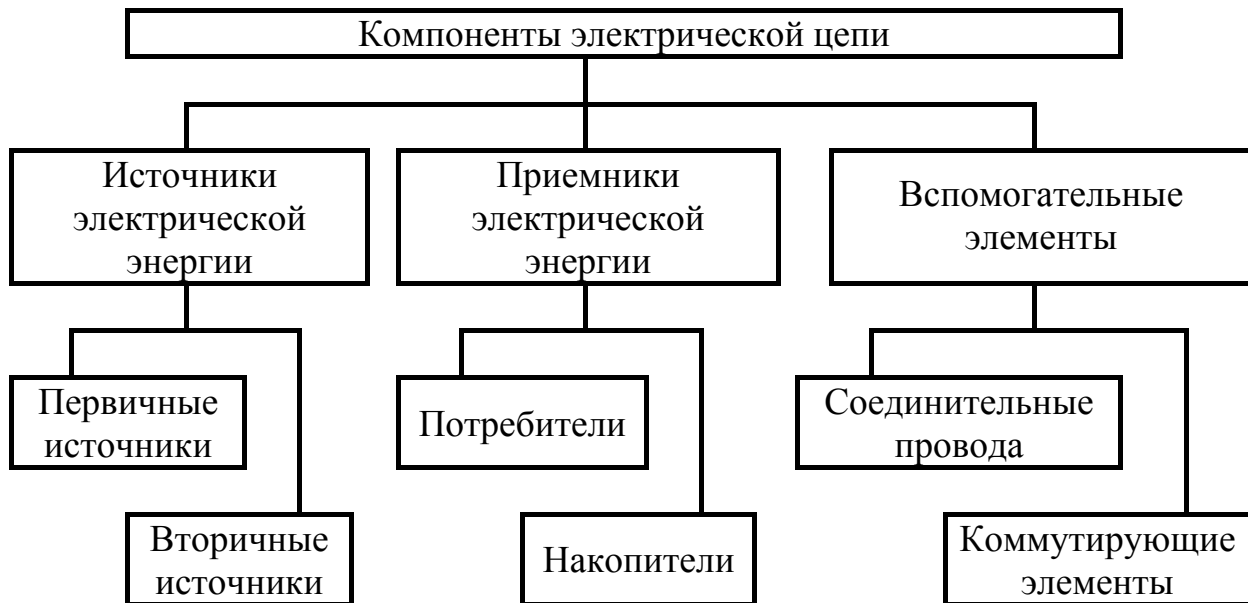 Компоненты электрической цепи
Источники
электрической
энергии
Приемники
электрической
энергии
Вспомогательные
элементы
Первичные
источники
Потребители
Соединительные
провода
Вторичные
источники
Накопители
Коммутирующие
элементы